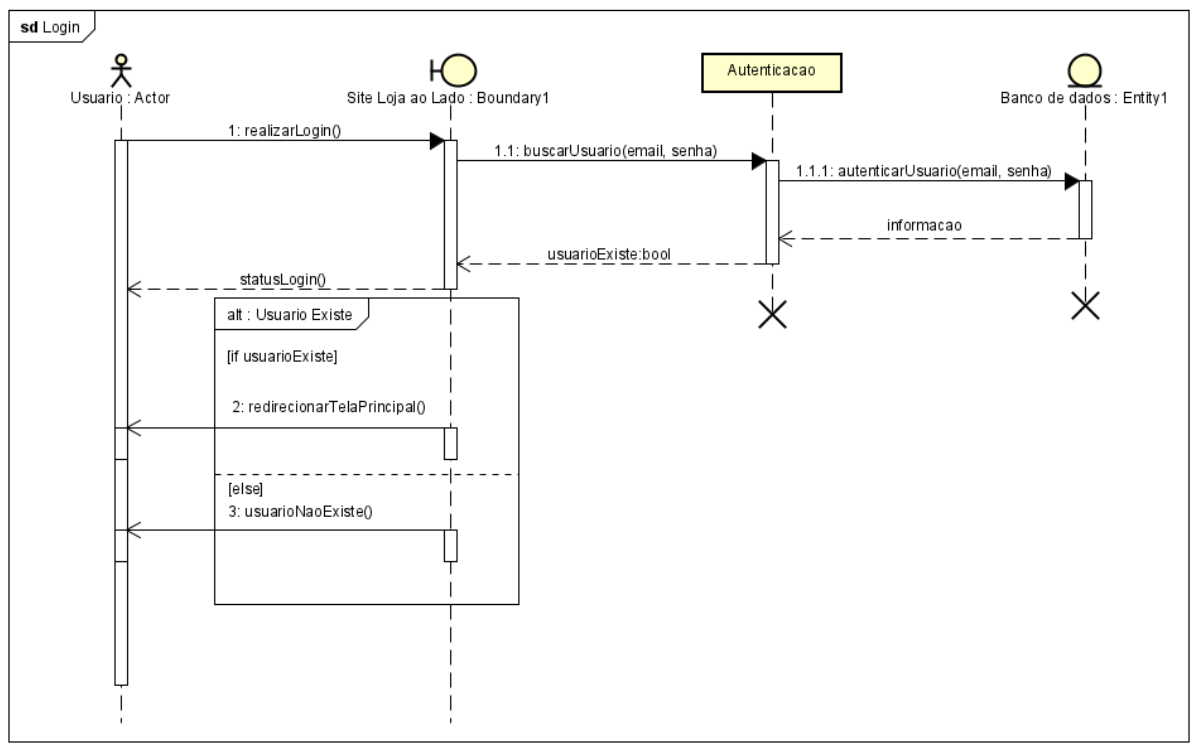 sd Login
Usuario : Actor
Site Loja ao Lado : Boundary1
Autenticacao
Banco de dados : Entity1
1: realizarLogin()
1.1: buscarUsuario(email, senha)
1.1.1: autenticarUsuario(email, senha)
informacao
usuarioExiste:bool
statusLogin()
alt : Usuario Existe
[if usuarioExiste]
2: redirecionarTelaPrincipal()
[else]
3: usuarioNaoExiste()